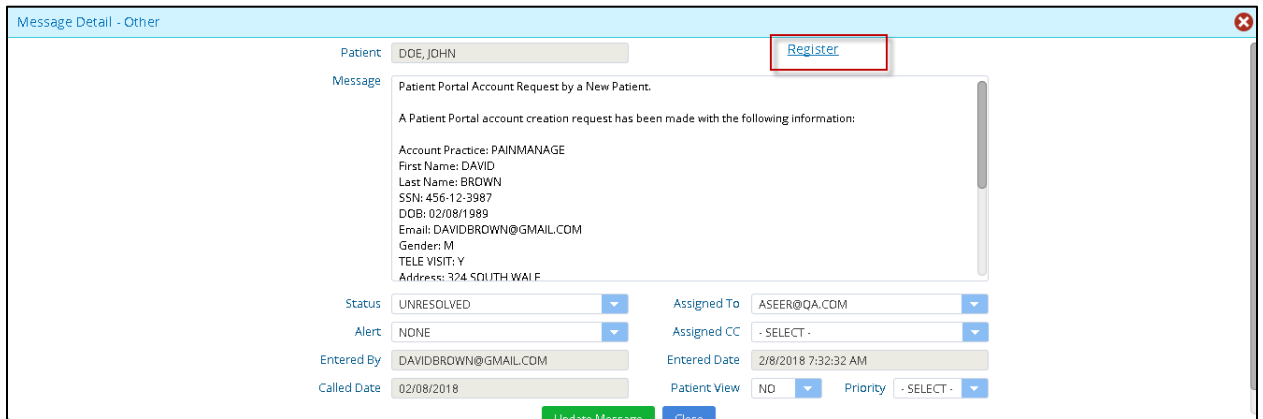 Message Detail - Other
Patient DOE, JOHN Register
Message
Patient Portal Account Request by a New Patient.
A Patient Portal account creation request has been made with the following information:
Account Practice: PAINMANAGE
First Name: DAVID
Last Name: BROWN
SSN: 456-12-3987
DOB: 02/08/1989
Email: DAVIDBROWN@GMAIL.COM
Gender: M
TELE VISIT: Y
Address: 324 SOUTH WALE
Status UNRESOLVED Assigned To ASEER@QA.COM
Alert NONE Assigned CC - SELECT -
Entered By DAVIDBROWN@GMAIL.COM Entered Date 2/8/2018 7:32:32 AM
Called Date 02/08/2018 Patient View NO Priority - SELECT -
Update Message Close